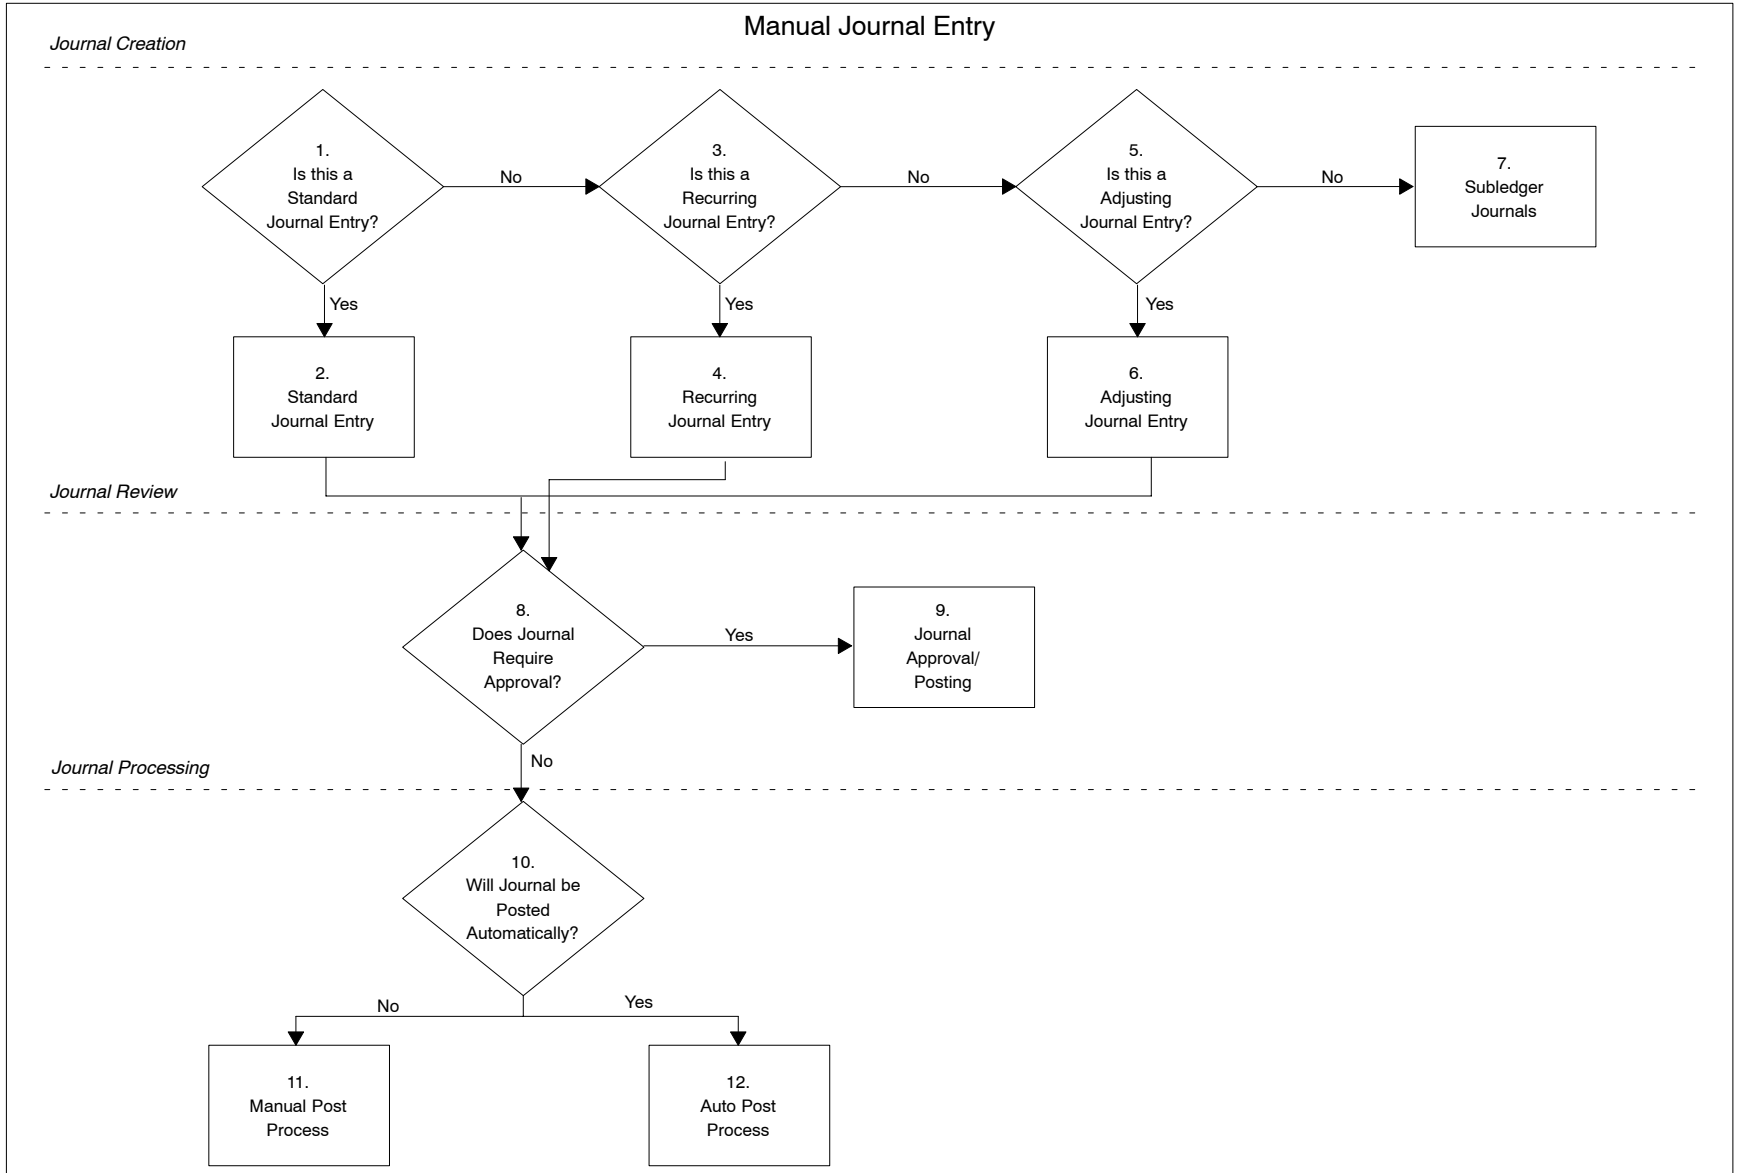 Manual Journal Entry
Journal Creation
1.
Is this a
Standard
Journal Entry?
No
3.
Is this a
Recurring
Journal Entry?
No
5.
Is this a
Adjusting
Journal Entry?
No
7.
Subledger
Journals
Yes
Yes
Yes
2.
Standard
Journal Entry
4.
Recurring
Journal Entry
6.
Adjusting
Journal Entry
Journal Review
8.
Does Journal
Require
Approval?
Yes
9.
Journal
Approval/
Posting
No
Journal Processing
10.
Will Journal be
Posted
Automatically?
No
Yes
11.
Manual Post
Process
12.
Auto Post
Process